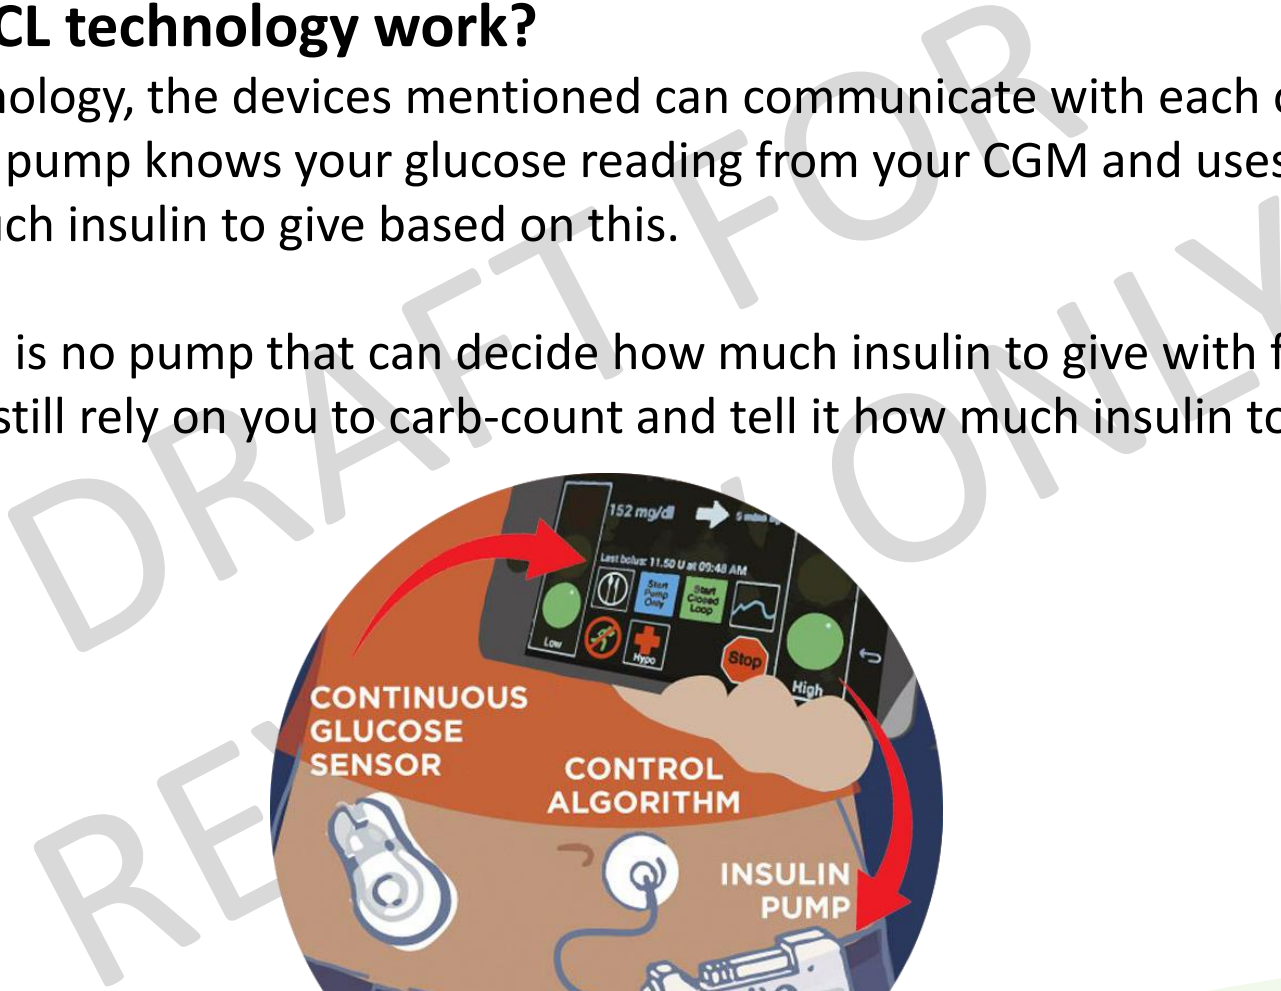 CL technology work?
nology, the devices mentioned can communicate with each
pump knows your glucose reading from your CGM and uses
uch insulin to give based on this.
is no pump that can decide how much insulin to give with
still rely on you to carb-count and tell it how much insulin to
DRAFT FOR
ONLY
152 mg/dl
Last bolus: 11.50 U at 09:48 AM
Start Pump Only
Start Closed Loop
Low
Hypo
Stop
High
CONTINUOUS
GLUCOSE
SENSOR
CONTROL
ALGORITHM
INSULIN
PUMP